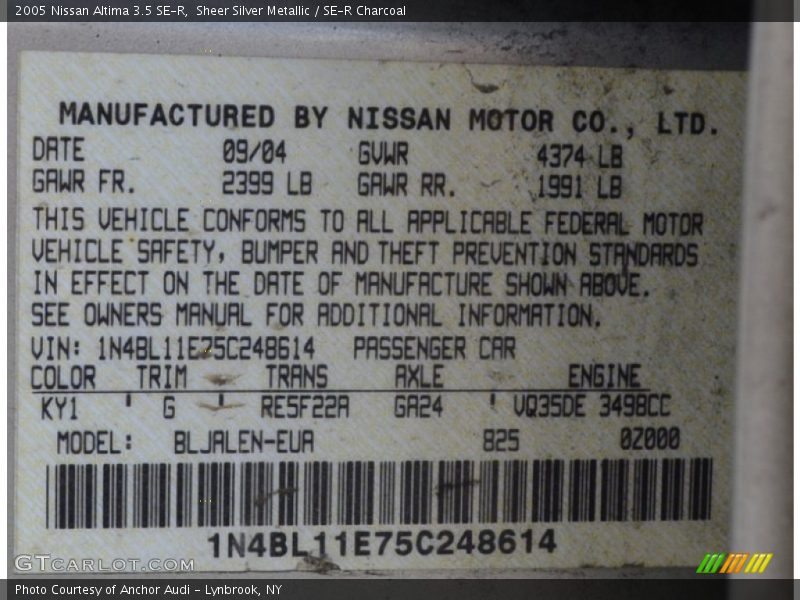 2005 Nissan Altima 3.5 SE-R,  Sheer Silver Metallic / SE-R Charcoal
MANUFACTURED BY NISSAN MOTOR CO., LTD.
DATE 09/04 GVWR 4374 LB
GAWR FR. 2399 LB GAWR RR. 1991 LB
THIS VEHICLE CONFORMS TO ALL APPLICABLE FEDERAL MOTOR
VEHICLE SAFETY, BUMPER AND THEFT PREVENTION STANDARDS
IN EFFECT ON THE DATE OF MANUFACTURE SHOWN ABOVE.
SEE OWNERS MANUAL FOR ADDITIONAL INFORMATION.
VIN: 1N4BL11E75C248614 PASSENGER CAR
COLOR TRIM TRANS AXLE ENGINE
KY1 G RE5F22A GA24 VQ35DE 3498CC
MODEL: BLJALEN-EUA 825 0Z000
1N4BL11E75C248614
GTCARLOT.COM
Photo Courtesy of Anchor Audi - Lynbrook, NY